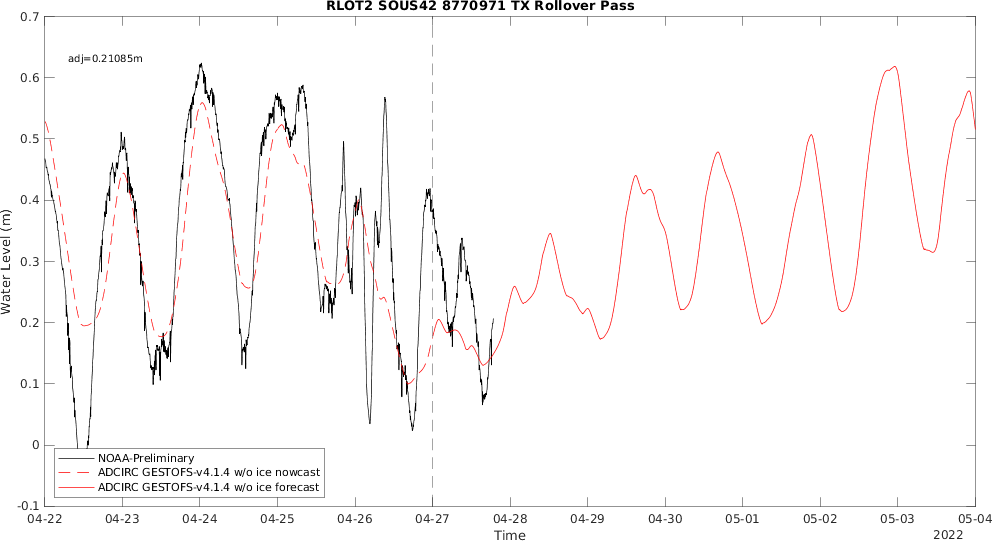 RLOT2 SOUS42 8770971 TX Rollover Pass
0.7
0.6
0.5
0.4
0.3
0.2
0.1
0
-0.1
Water Level (m)
adj=0.21085m
NOAA-Preliminary
ADCIRC GESTOFS-v4.1.4 w/o ice nowcast
ADCIRC GESTOFS-v4.1.4 w/o ice forecast
04-22 04-23 04-24 04-25 04-26 04-27 04-28 04-29 04-30 05-01 05-02 05-03 05-04
Time
2022